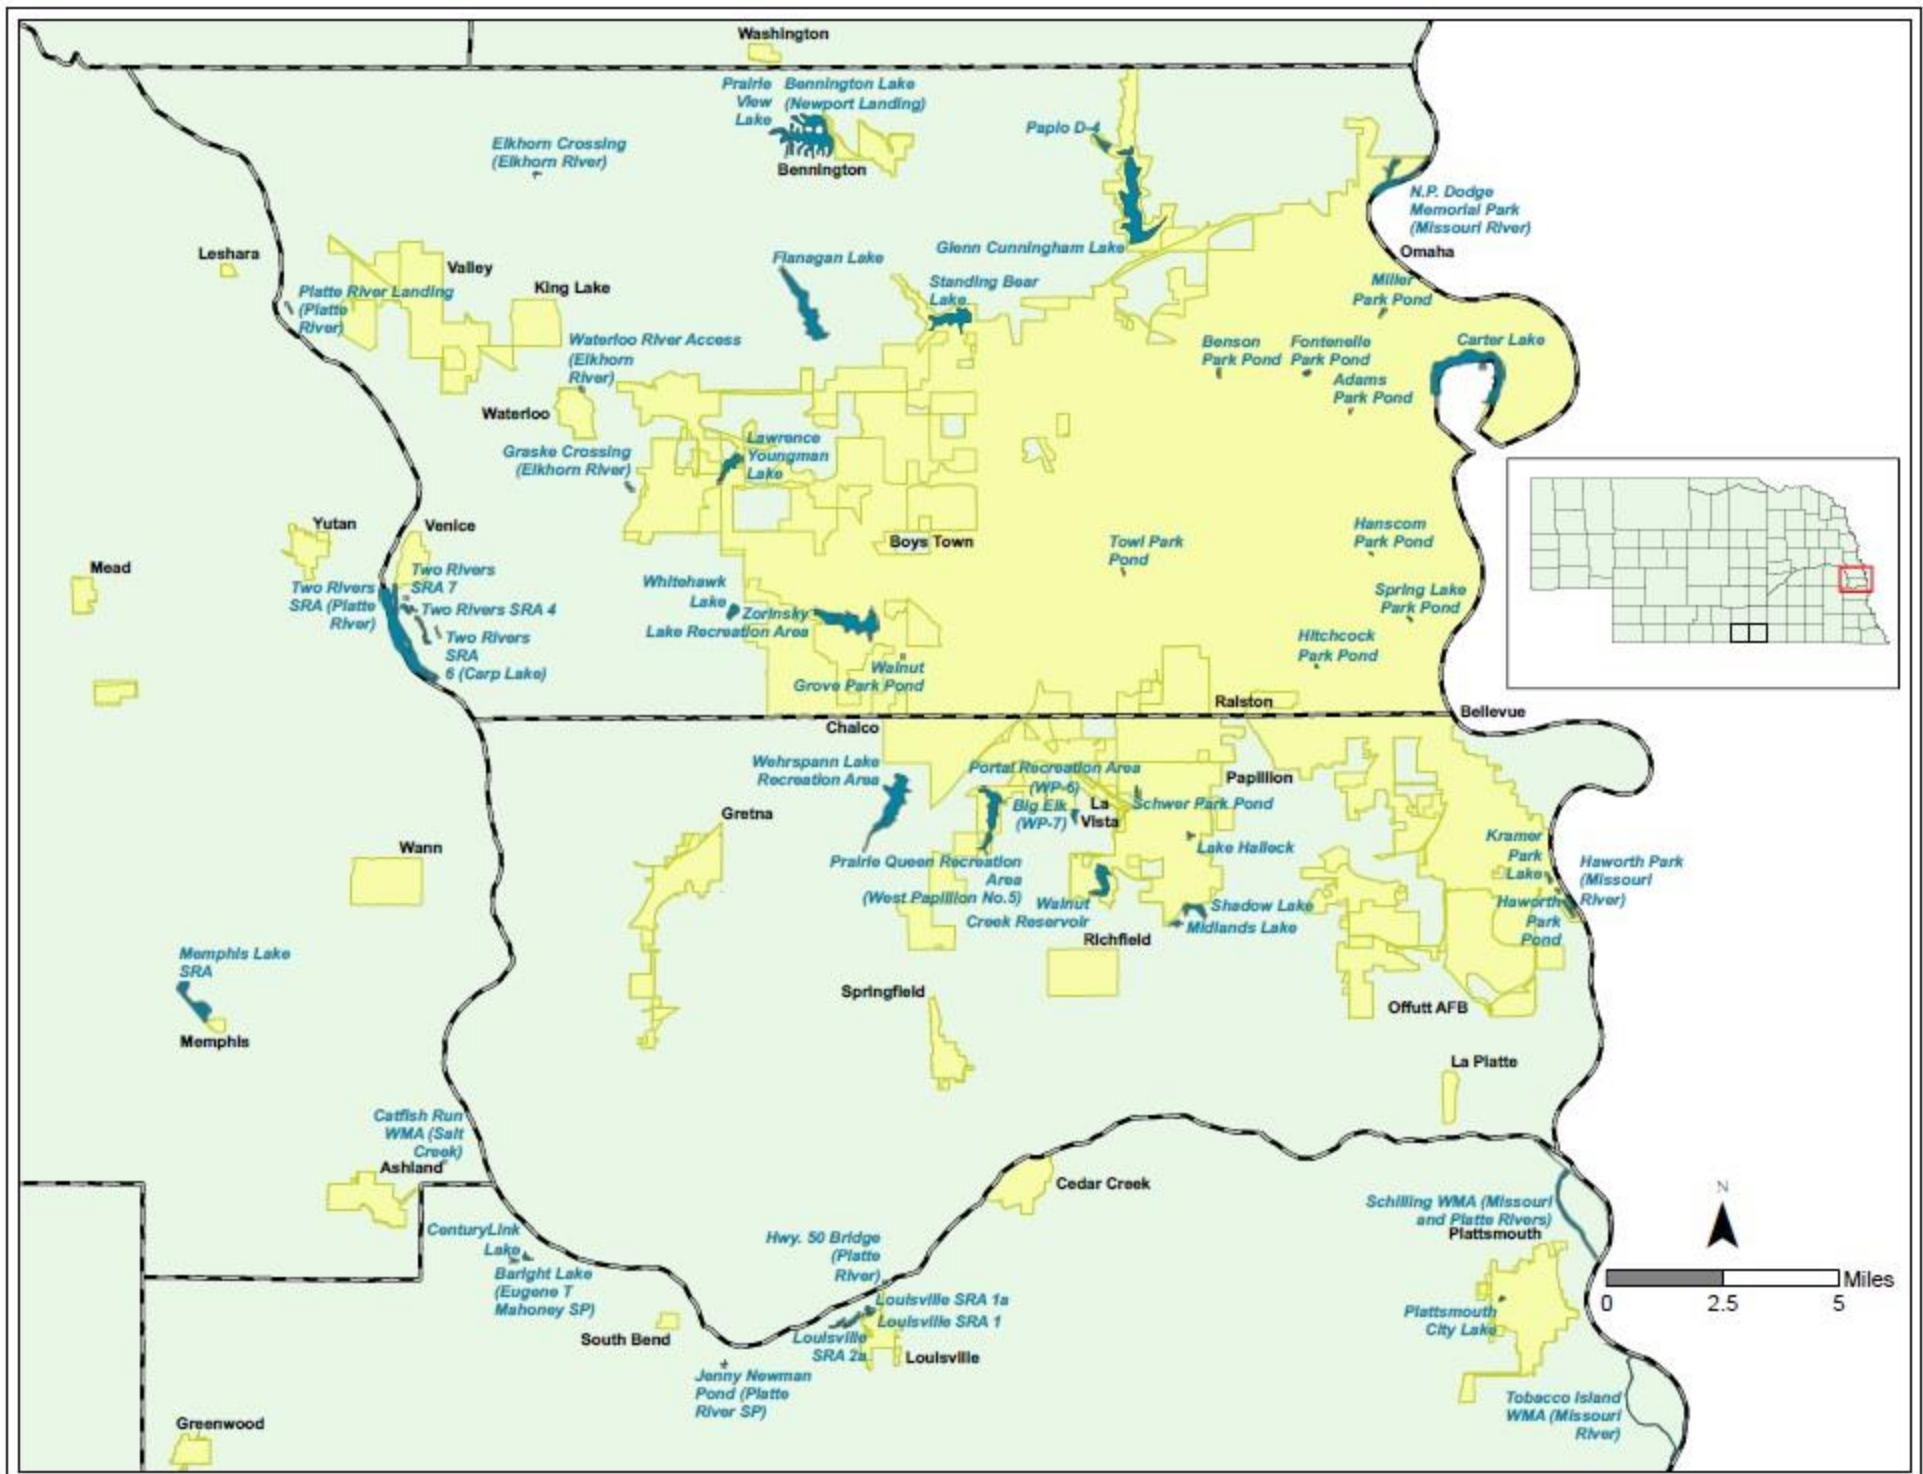 Washington
Prairie
View
Lake
Bennington Lake
(Newport Landing)
Papio D-4
Elkhorn Crossing
(Elkhorn River)
Bennington
N.P. Dodge
Memorial Park
(Missouri River)
Glenn Cunningham Lake
Omaha
Leshara
Valley
Flanagan Lake
Standing Bear
Lake
Miller
Park Pond
King Lake
Platte River Landing
(Platte
River)
Waterloo River Access
(Elkhorn
River)
Benson
Park Pond
Fontenelle
Park Pond
Carter Lake
Adams
Park Pond
Waterloo
Graske Crossing
(Elkhorn River)
Lawrence
Youngman
Lake
Yutan
Venice
Boys Town
Towl Park
Pond
Hanscom
Park Pond
Mead
Two Rivers
SRA 7
Two Rivers
SRA (Platte
River)
Two Rivers SRA 4
Two Rivers
SRA
6 (Carp Lake)
Whitehawk
Lake
Zorinsky
Lake Recreation Area
Spring Lake
Park Pond
Hitchcock
Park Pond
Walnut
Grove Park Pond
Ralston
Bellevue
Chalco
Wehrspann Lake
Recreation Area
Portal Recreation Area
(WP-6)
Papillion
Big Elk
(WP-7)
La
Vista
Schwer Park Pond
Gretna
Lake Halleck
Kramer
Park
Lake
Wann
Prairie Queen Recreation
Area
(West Papillion No.5)
Haworth Park
(Missouri
River)
Walnut
Creek Reservoir
Shadow Lake
Midlands Lake
Haworth
Park
Pond
Richfield
Memphis Lake
SRA
Springfield
Offutt AFB
Memphis
La Platte
Catfish Run
WMA (Salt
Creek)
Ashland
Cedar Creek
Schilling WMA (Missouri
and Platte Rivers)
Plattsmouth
N
CenturyLink
Lake
Baright Lake
(Eugene T
Mahoney SP)
Hwy. 50 Bridge
(Platte
River)
Miles
0 2.5 5
Louisville SRA 1a
Louisville SRA 1
Plattsmouth
City Lake
South Bend
Louisville
SRA 2a
Louisville
Jenny Newman
Pond (Platte
River SP)
Tobacco Island
WMA (Missouri
River)
Greenwood